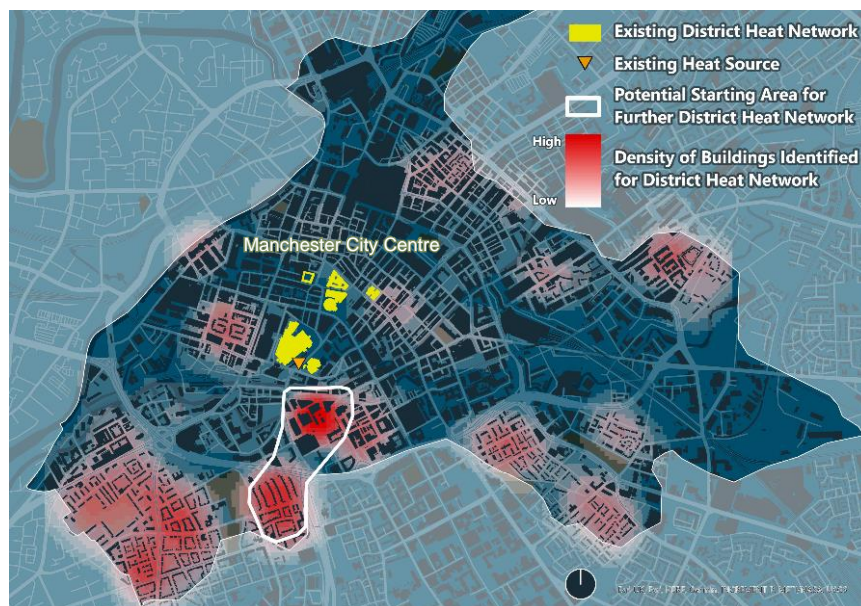 Existing District Heat Network
Existing Heat Source
Potential Starting Area for
Further District Heat Network
High
Density of Buildings Identified
Low
for District Heat Network
Manchester City Centre